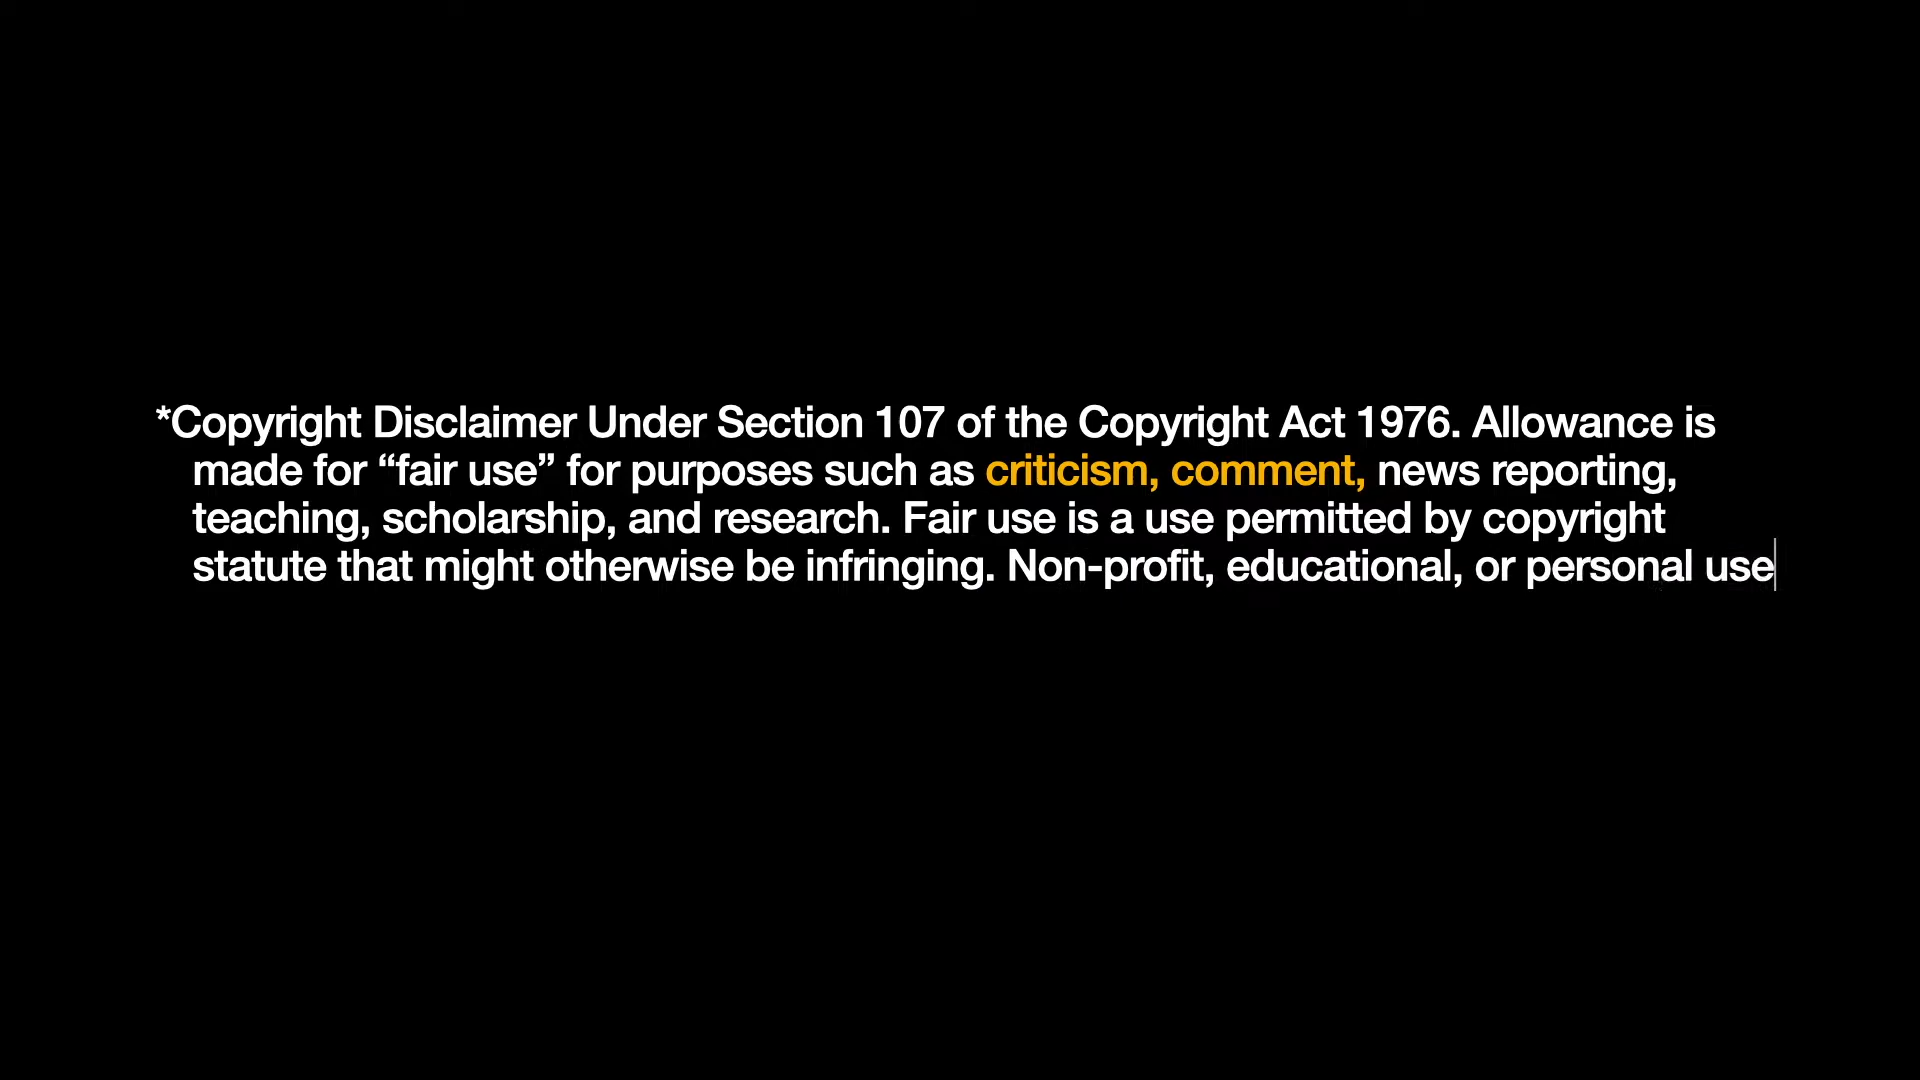 *Copyright Disclaimer Under Section 107 of the Copyright Act 1976. Allowance is
made for “fair use” for purposes such as criticism, comment, news reporting,
teaching, scholarship, and research. Fair use is a use permitted by copyright
statute that might otherwise be infringing. Non-profit, educational, or personal use